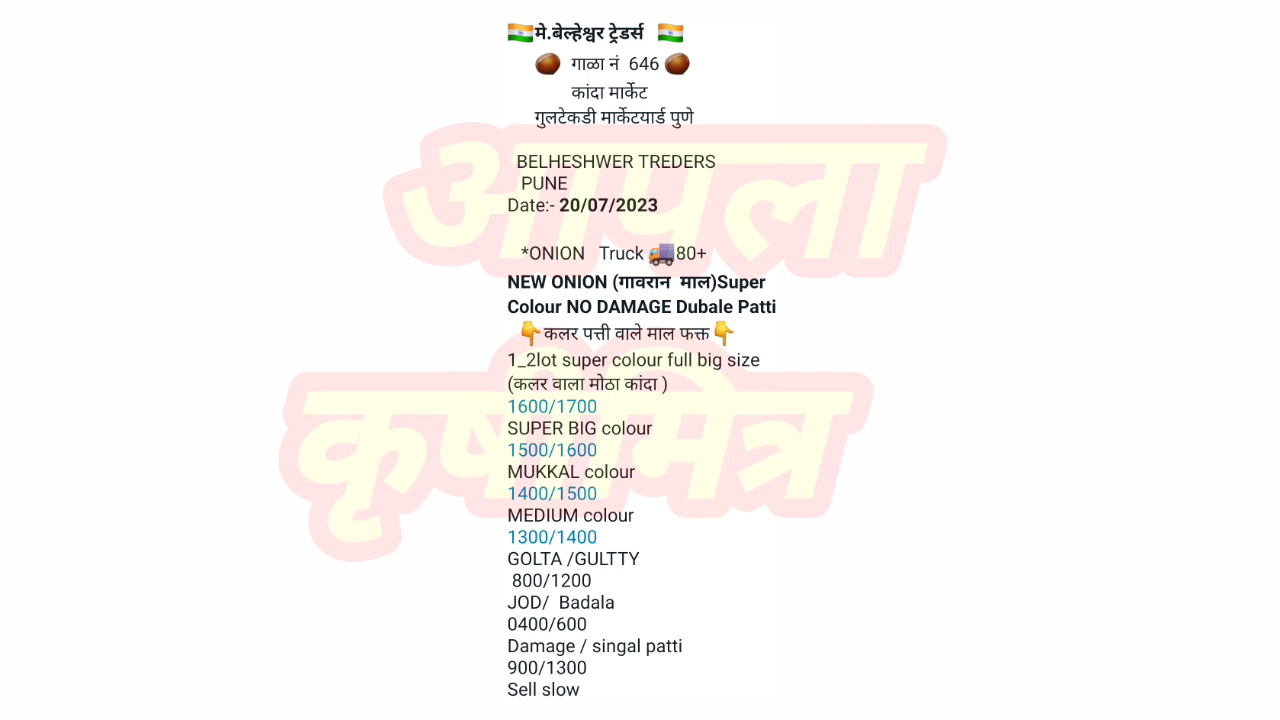 🇮🇳मे.बेल्हेश्वर ट्रेडर्स 🇮🇳
🌰 गाळा नं 646 🌰
कांदा मार्केट
गुलटेकडी मार्केटयार्ड पुणे
BELHESHWER TREDERS
PUNE
Date:- 20/07/2023
*ONION Truck 🚚80+
NEW ONION (गावरान माल)Super
Colour NO DAMAGE Dubale Patti
👇कलर पत्ती वाले माल फक्त👇
1_2lot super colour full big size
(कलर वाला मोठा कांदा )
1600/1700
SUPER BIG colour
1500/1600
MUKKAL colour
1400/1500
MEDIUM colour
1300/1400
GOLTA /GULTTY
800/1200
JOD/ Badala
0400/600
Damage / singal patti
900/1300
Sell slow
आपला
कृषीमित्र